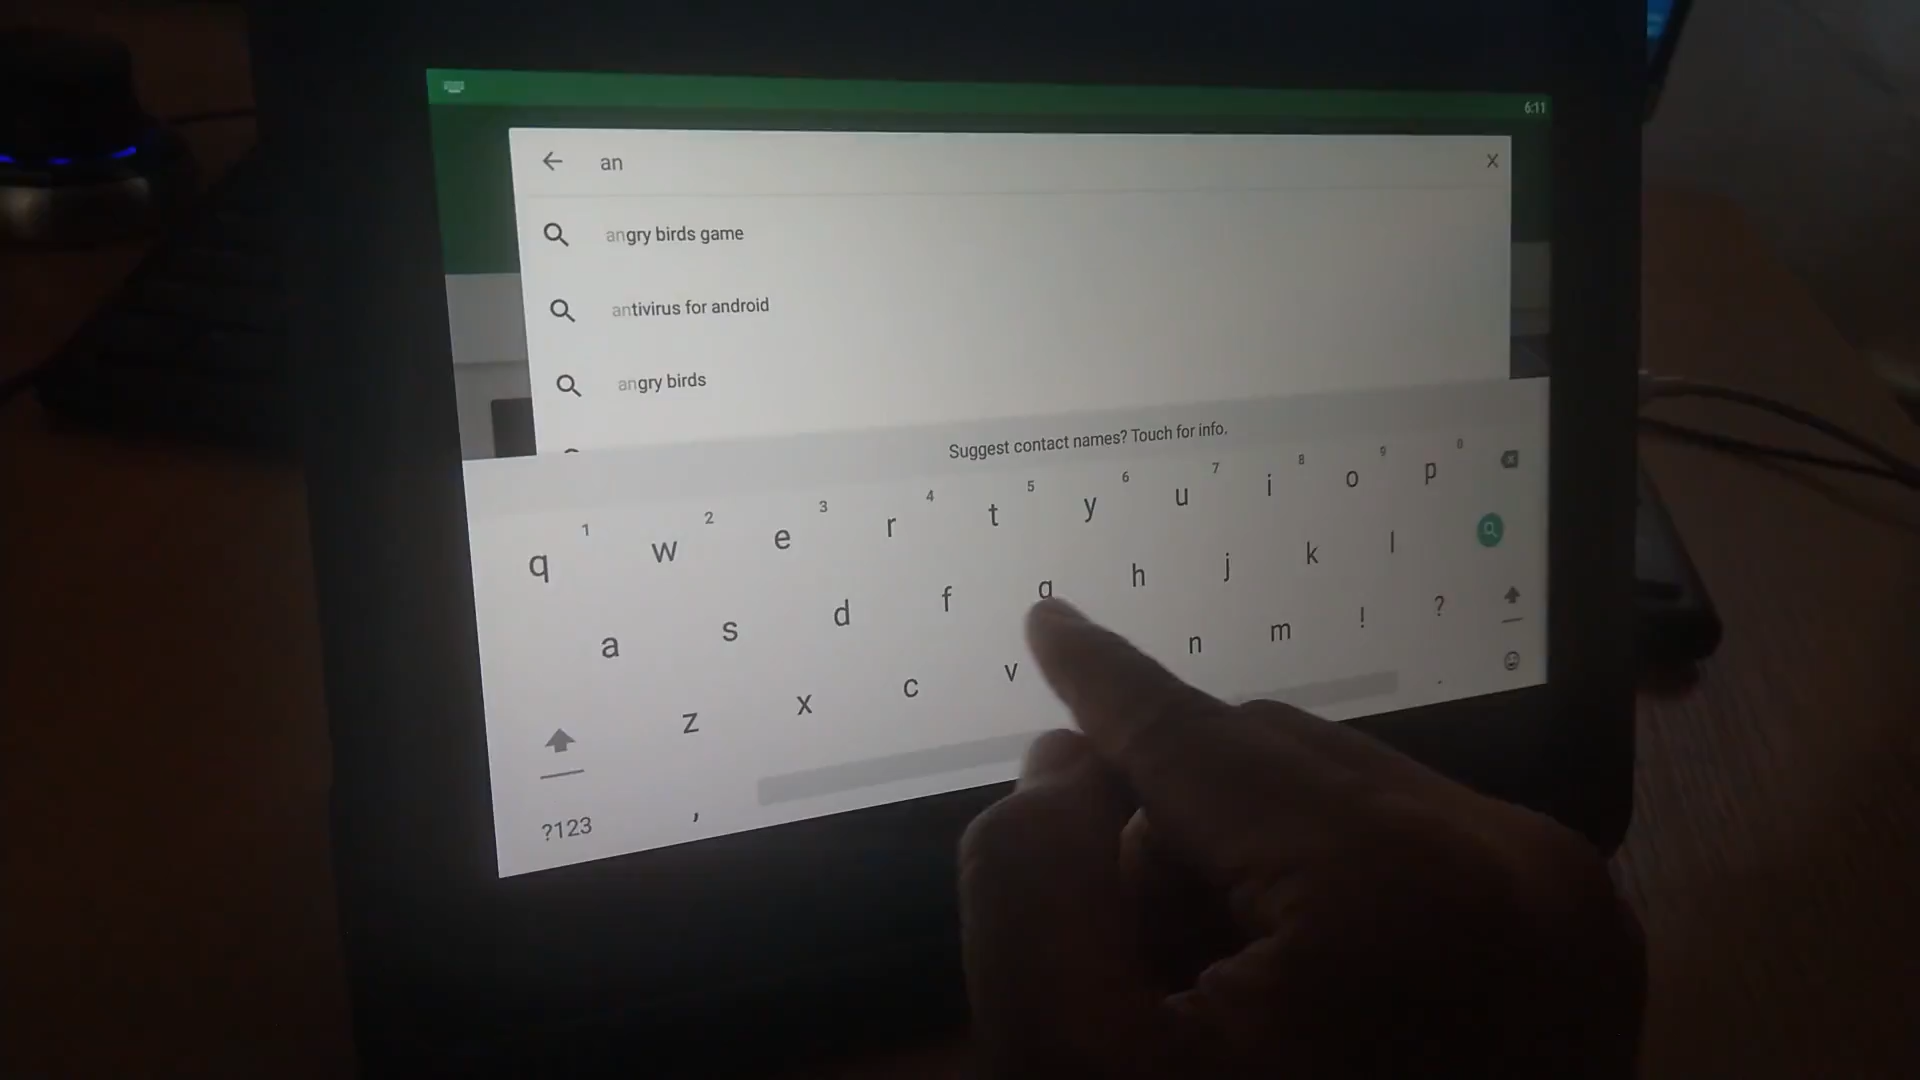 6:11
an
angry birds game
antivirus for android
angry birds
Suggest contact names? Touch for info.
1 2 3 4 5 6 7 8 9 0
q w e r t y u i o p
a s d f g h j k l
z x c v n m ! ?
?123 , .